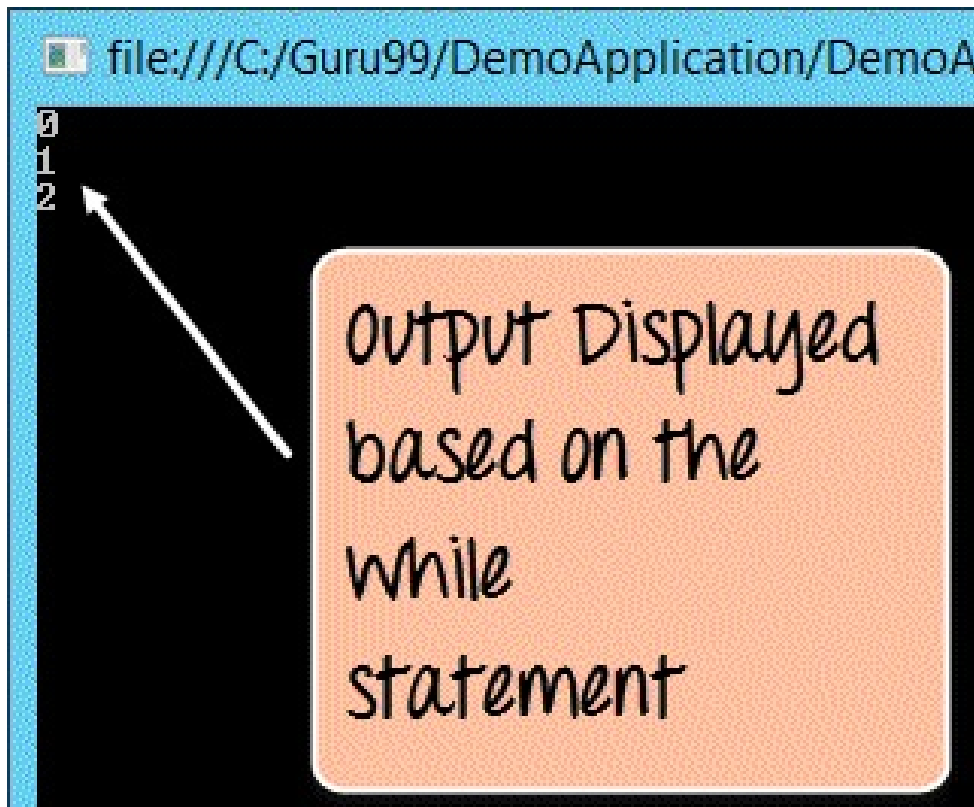 file:///C:/Guru99/DemoApplication/DemoA
0
1
2
Output Displayed
based on the
while
statement